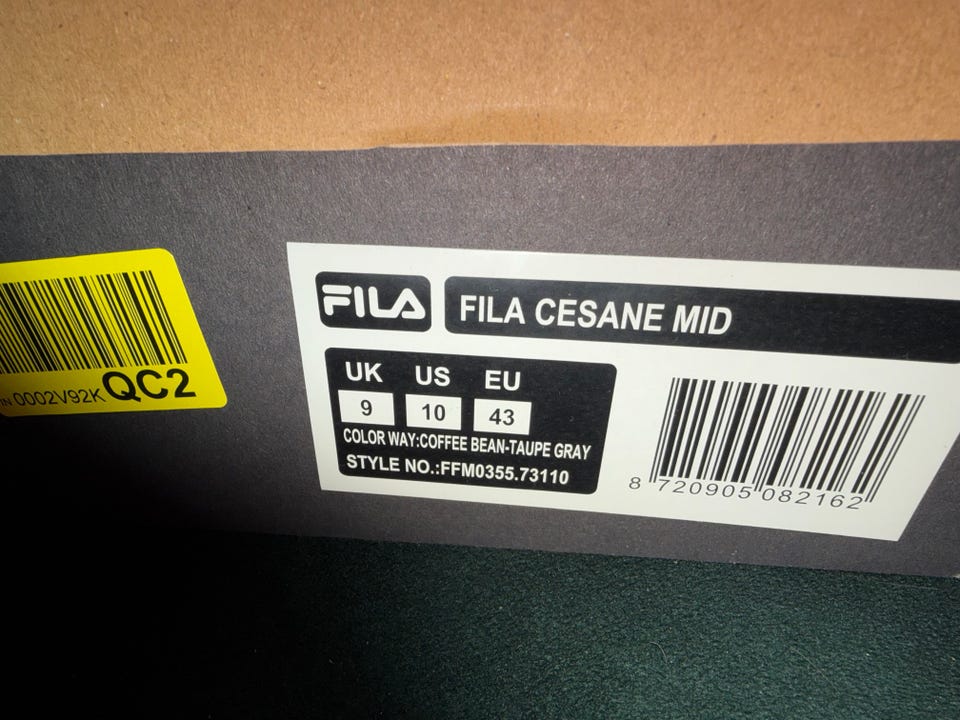 FILA
FILA CESANE MID
UK US EU
9 10 43
COLOR WAY:COFFEE BEAN-TAUPE GRAY
STYLE NO.:FFM0355.73110
8 720905 082162
IN 0002V92K QC2